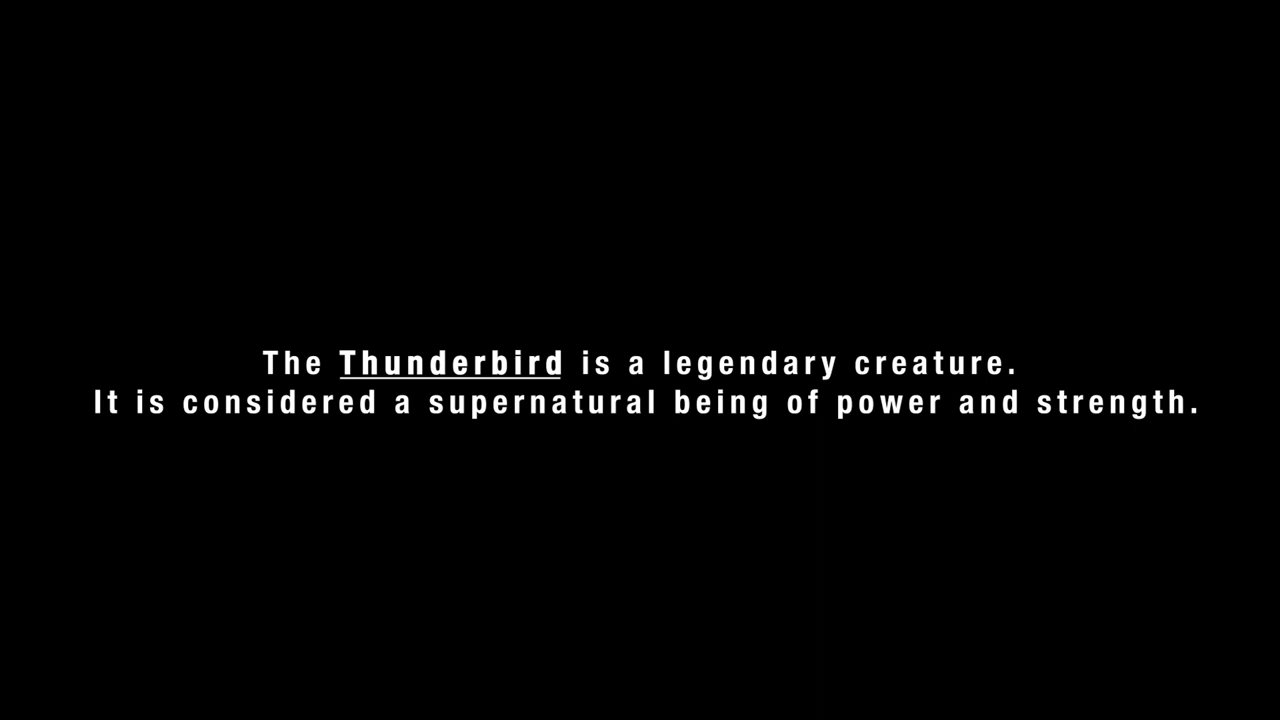 The Thunderbird is a legendary creature.
It is considered a supernatural being of power and strength.